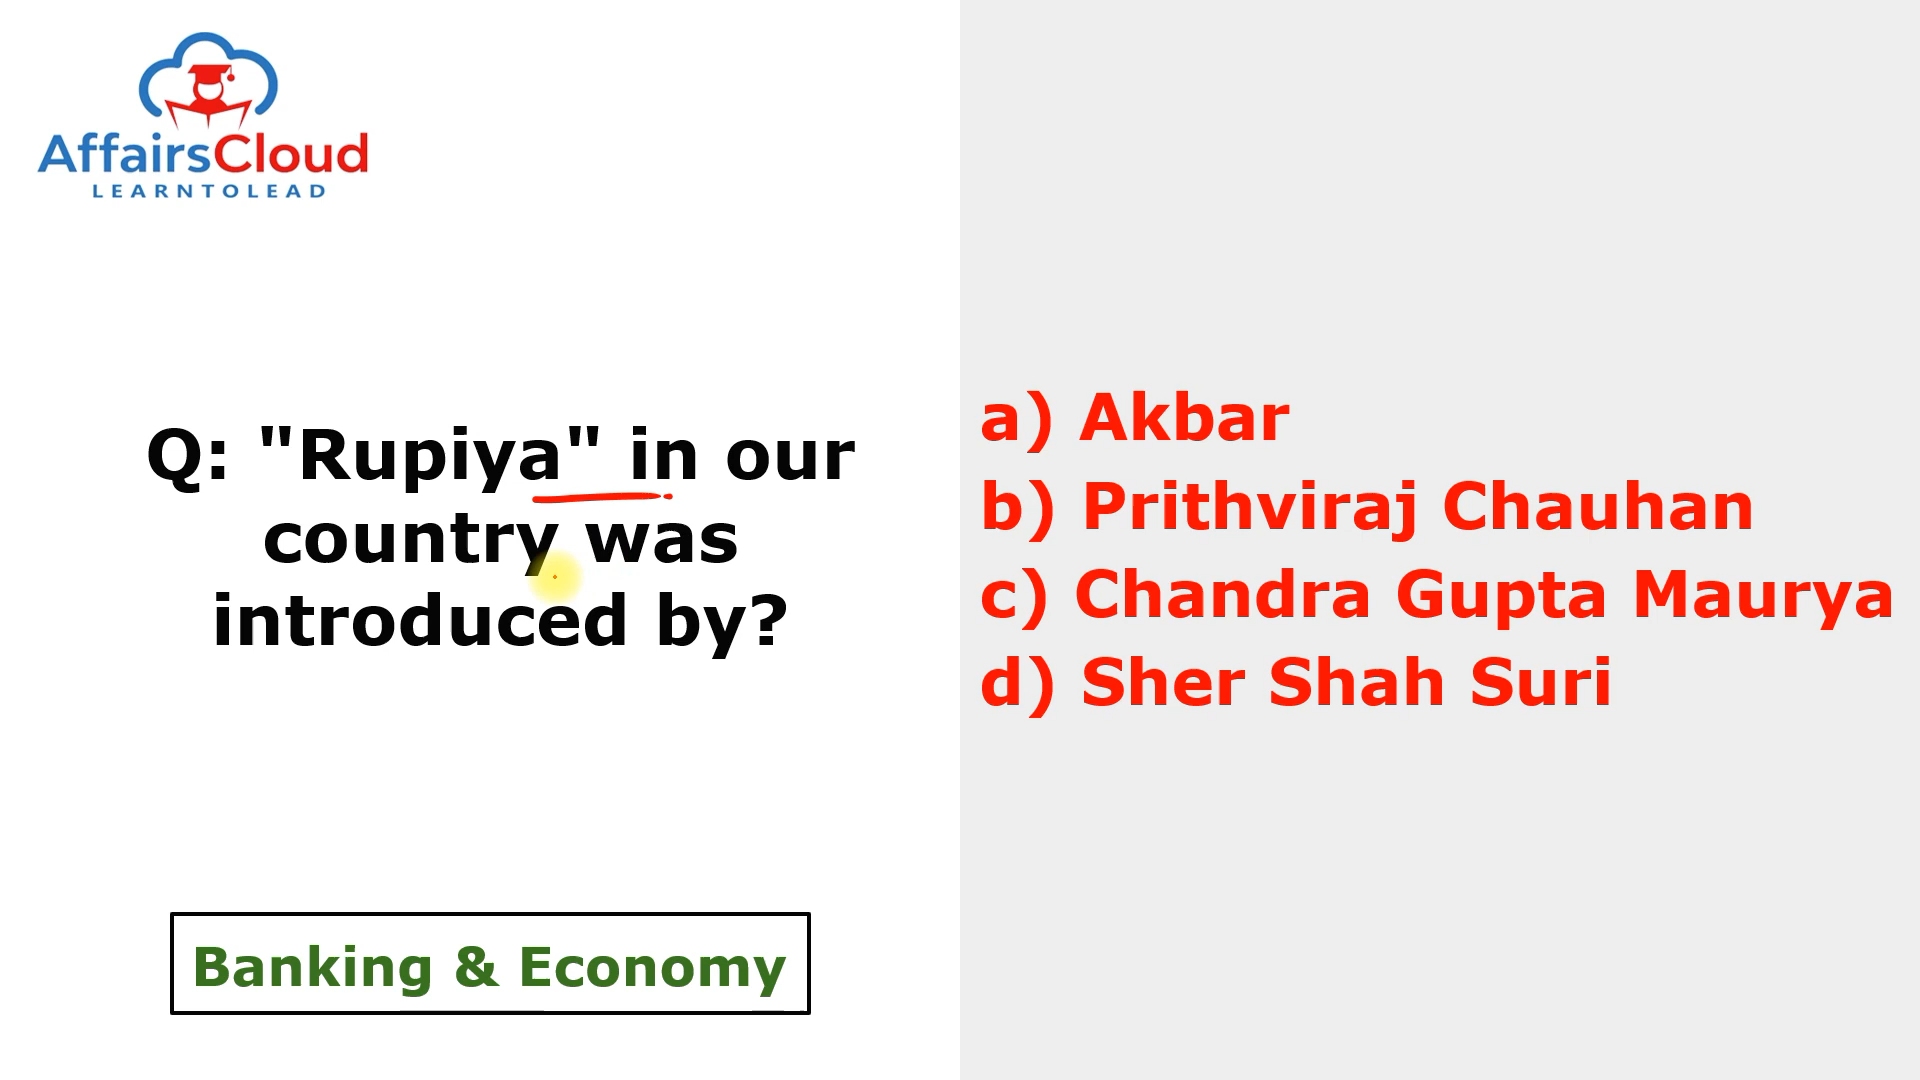 AffairsCloud
LEARNTOLEAD
Q: "Rupiya" in our
country was
introduced by?
a) Akbar
b) Prithviraj Chauhan
c) Chandra Gupta Maurya
d) Sher Shah Suri
Banking & Economy